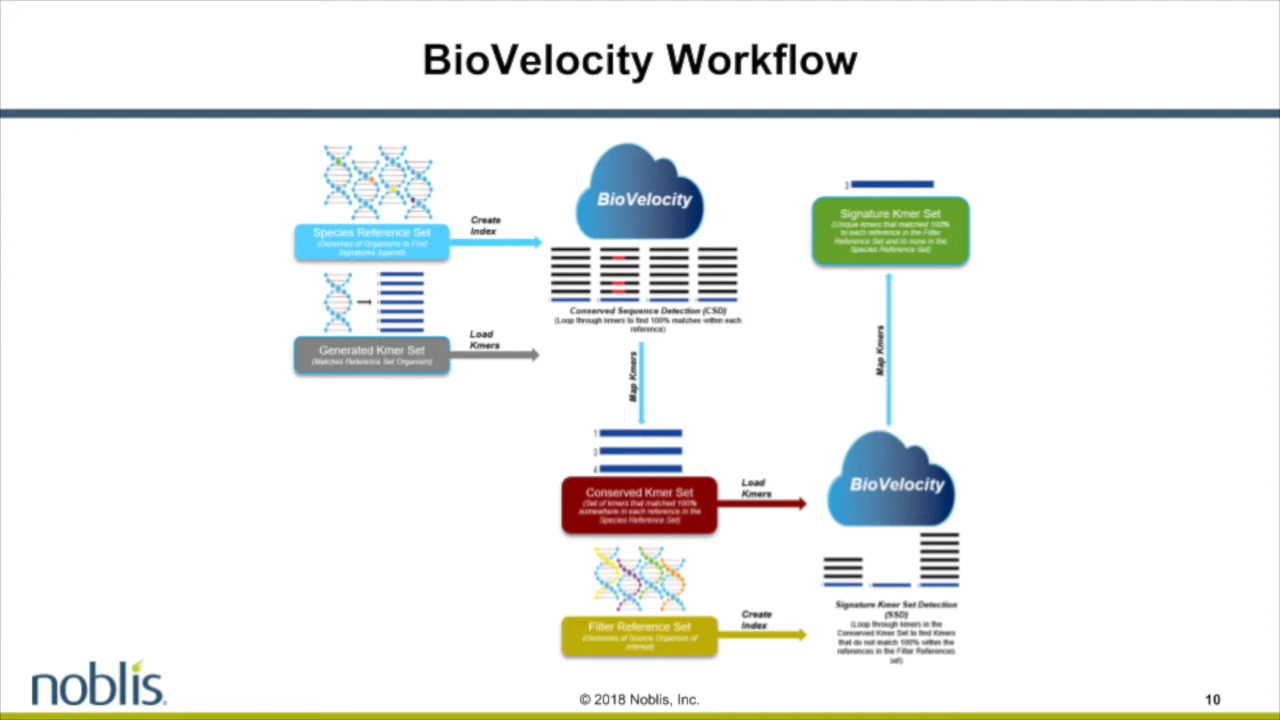 BioVelocity Workflow
Species Reference Set
(Genomes of Organisms to Find
Signatures Against)
Create
Index
BioVelocity
Conserved Sequence Detection (CSD)
(Loop through kmers to find 100% matches within each
reference)
Generated Kmer Set
(Matches Reference Set Organism)
Load
Kmers
Map Kmers
1
3
4
Conserved Kmer Set
(Set of kmers that matched 100%
somewhere in each reference in the
Species Reference Set)
Load
Kmers
Filter Reference Set
(Genomes of Source Organism of
Interest)
Create
Index
3
Signature Kmer Set
(Unique kmers that matched 100%
to each reference in the Filter
Reference Set and to none in the
Species Reference Set)
Map Kmers
BioVelocity
Signature Kmer Set Detection
(SSD)
(Loop through kmers in the
Conserved Kmer Set to find Kmers
that do not match 100% within the
references in the Filter References
set)
noblis.
© 2018 Noblis, Inc.
10